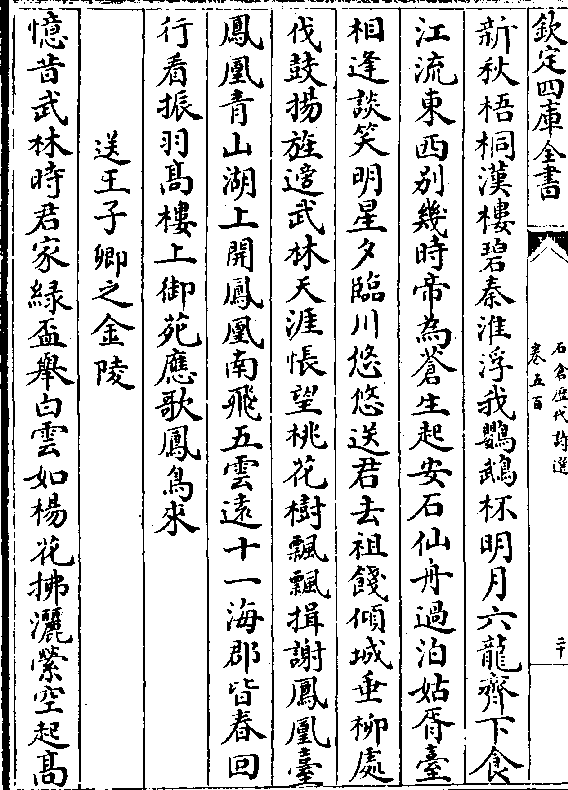 欽定四庫全書
石倉歷代詩選
卷五百
二十
新秋梧桐漢樓碧秦淮浮我鸚鵡杯明月六龍齊下食
江流東西別幾時帝為蒼生起安石仙舟過泊姑胥臺
相逢談笑明星夕臨川悠悠送君去祖餞傾城垂柳處
伐鼓揚旌邊武林天涯悵望桃花樹飄飄揖謝鳳凰臺
鳳凰青山湖上開鳳凰南飛五雲遠十一海郡皆春回
行看振羽髙樓上御苑應歌鳳鳥來
送王子卿之金陵
憶昔武林時君家緑盃舉白雲如楊花拂灑縈空起髙